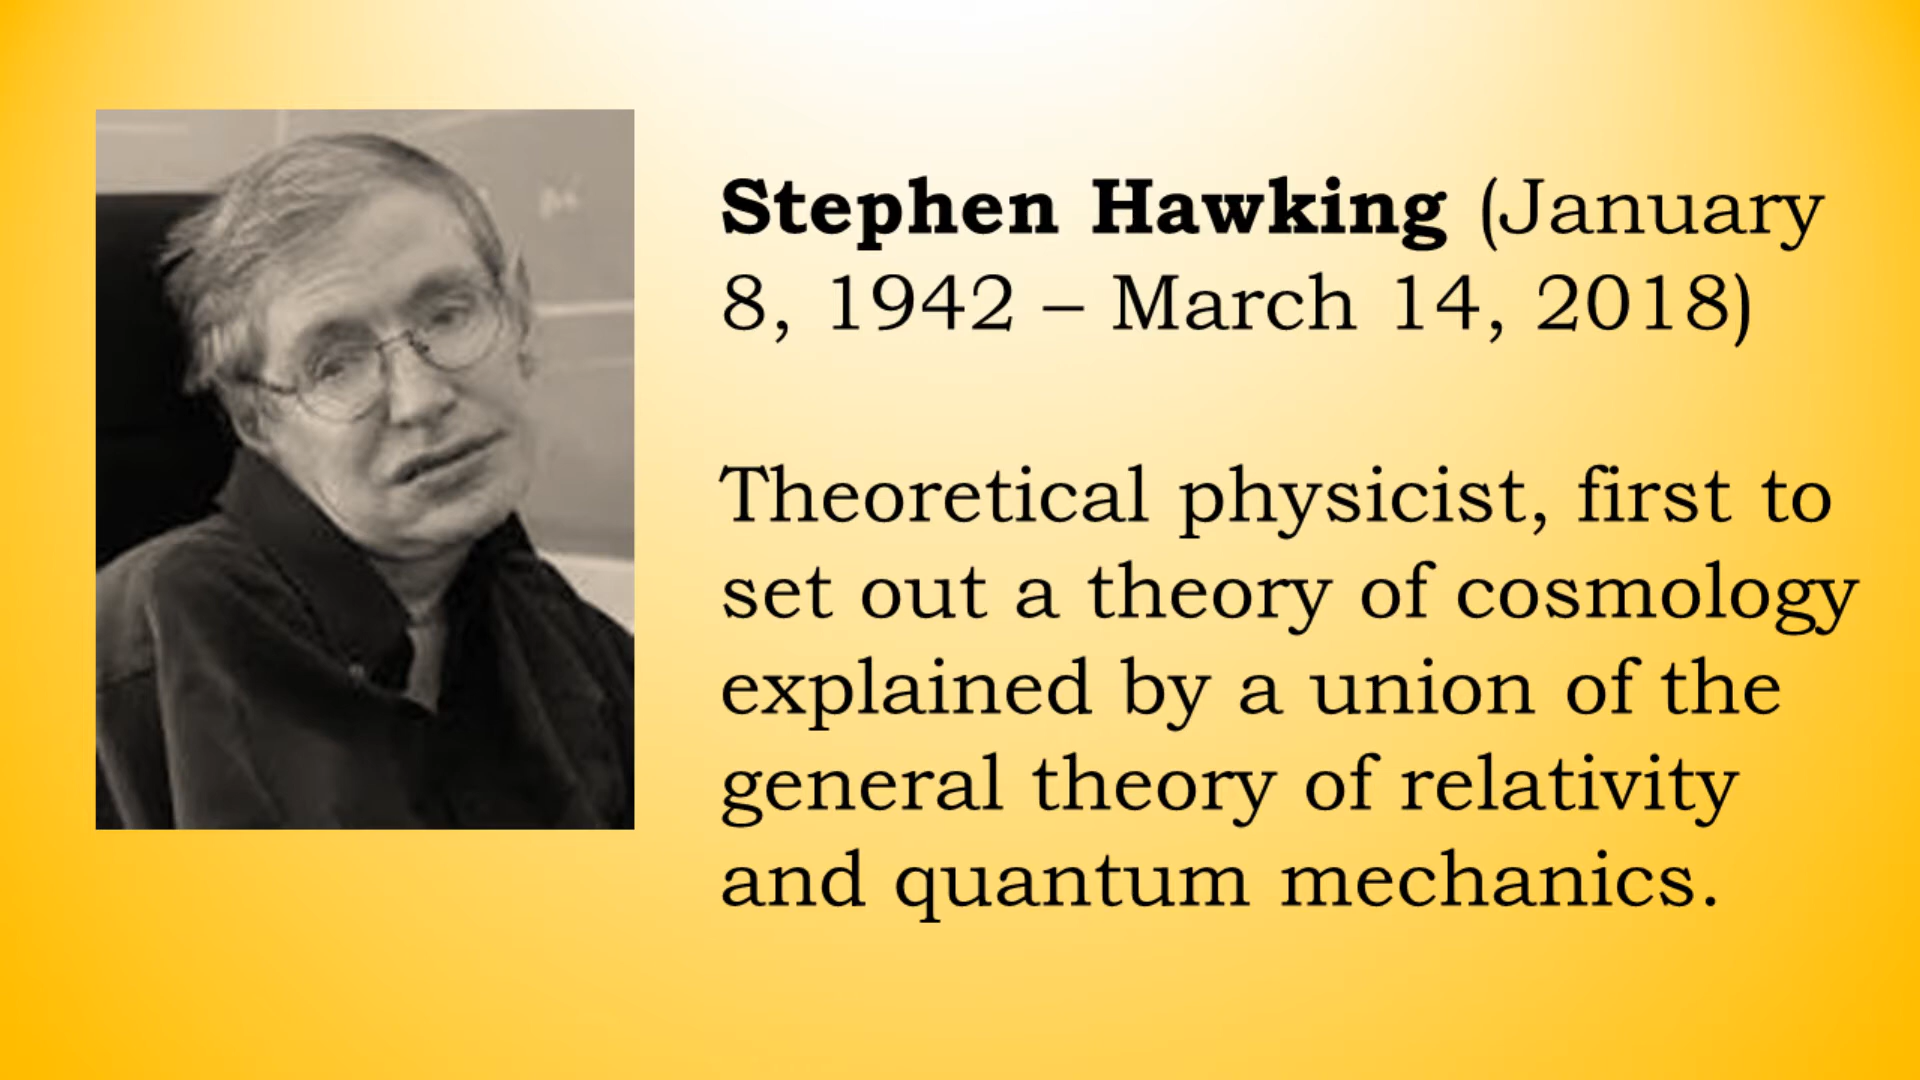 Stephen Hawking (January
8, 1942 – March 14, 2018)
Theoretical physicist, first to
set out a theory of cosmology
explained by a union of the
general theory of relativity
and quantum mechanics.